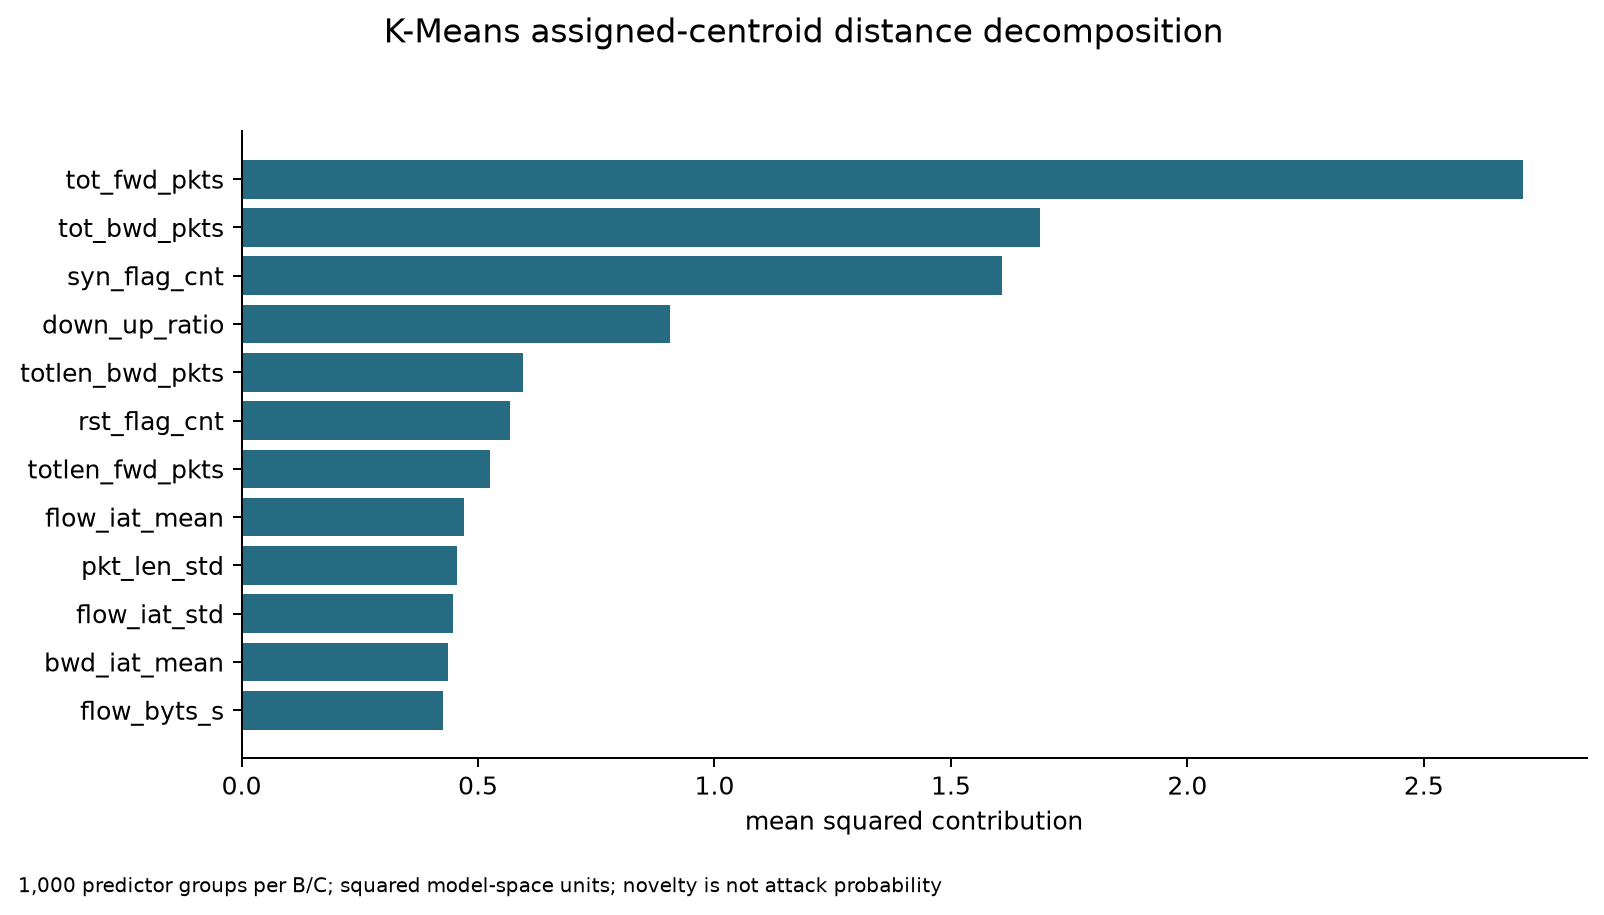 K-Means assigned-centroid distance decomposition
tot_fwd_pkts
tot_bwd_pkts
syn_flag_cnt
down_up_ratio
totlen_bwd_pkts
rst_flag_cnt
totlen_fwd_pkts
flow_iat_mean
pkt_len_std
flow_iat_std
bwd_iat_mean
flow_byts_s
0.0 0.5 1.0 1.5 2.0 2.5
mean squared contribution
1,000 predictor groups per B/C; squared model-space units; novelty is not attack probability